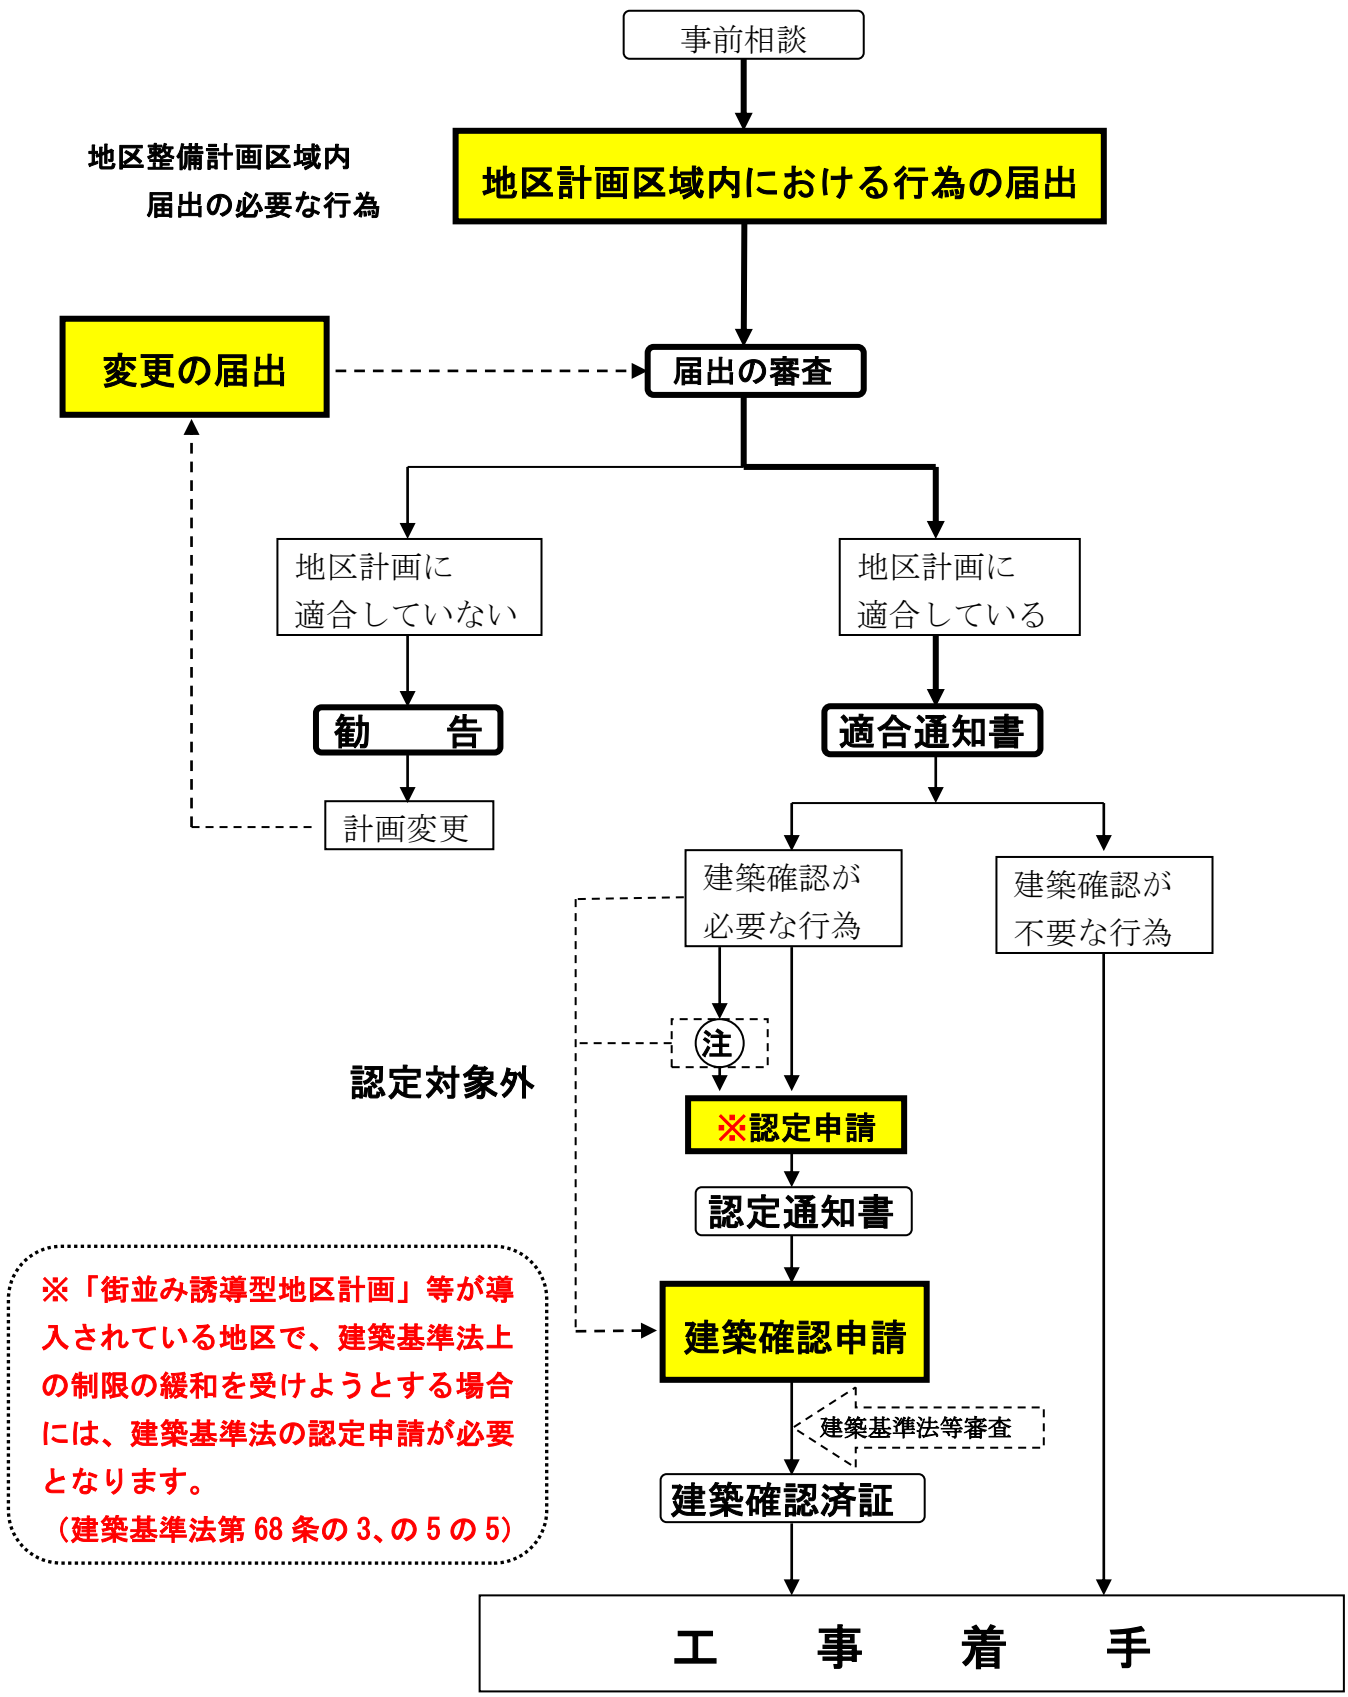 事前相談
地区整備計画区域内
届出の必要な行為
地区計画区域内における行為の届出
変更の届出
届出の審査
地区計画に
適合していない
地区計画に
適合している
勧　　告
適合通知書
計画変更
建築確認が
必要な行為
建築確認が
不要な行為
注
認定対象外
※認定申請
認定通知書
※「街並み誘導型地区計画」等が導
入されている地区で、建築基準法上
の制限の緩和を受けようとする場合
には、建築基準法の認定申請が必要
となります。
（建築基準法第 68 条の 3、の 5 の 5）
建築確認申請
建築基準法等審査
建築確認済証
工　　事　　着　　手